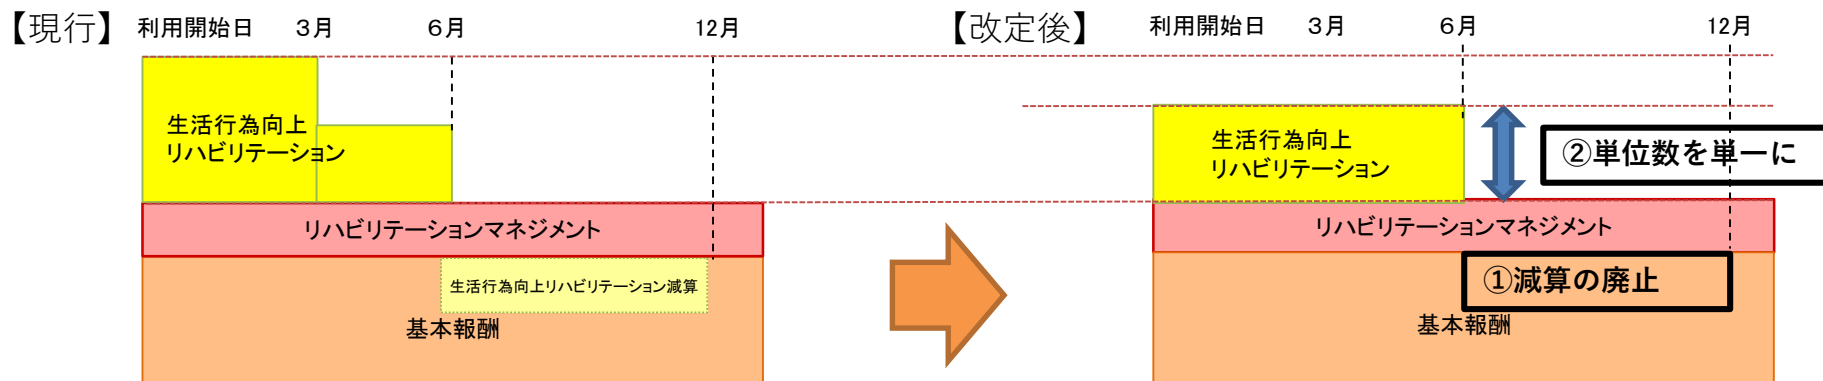 【現行】
利用開始日 3月 6月 12月
生活行為向上
リハビリテーション
リハビリテーションマネジメント
生活行為向上リハビリテーション減算
基本報酬
【改定後】
利用開始日 3月 6月 12月
生活行為向上
リハビリテーション
②単位数を単一に
リハビリテーションマネジメント
①減算の廃止
基本報酬